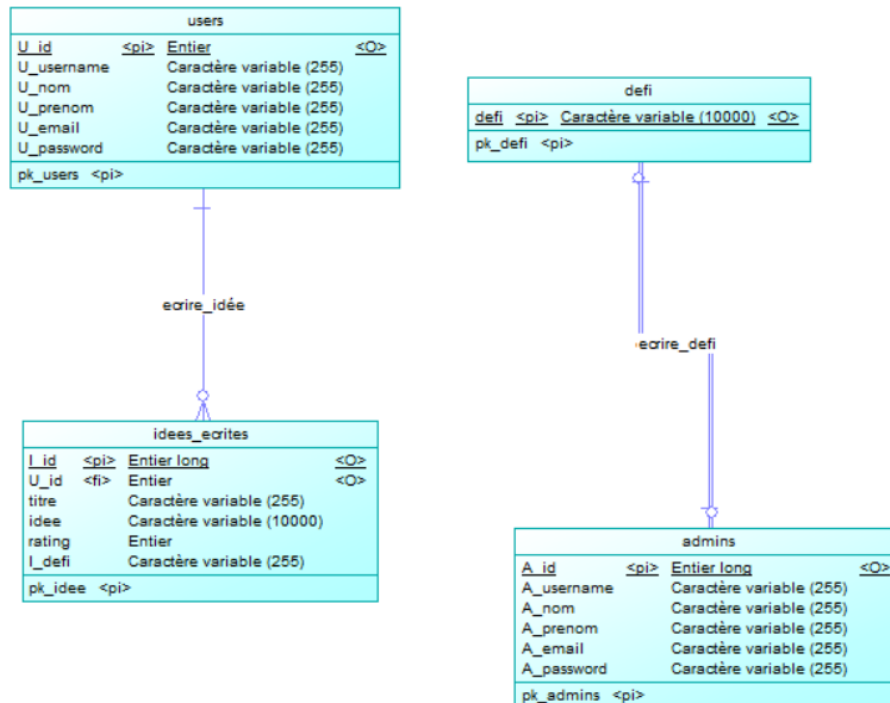 users
U_id <pi> Entier <O>
U_username Caractère variable (255)
U_nom Caractère variable (255)
U_prenom Caractère variable (255)
U_email Caractère variable (255)
U_password Caractère variable (255)
pk_users <pi>
defi
defi <pi> Caractère variable (10000) <O>
pk_defi <pi>
ecrire_idée
ecrire_defi
idees_ecrites
I_id <pi> Entier long <O>
U_id <fi> Entier <O>
titre Caractère variable (255)
idee Caractère variable (10000)
rating Entier
I_defi Caractère variable (255)
pk_idee <pi>
admins
A_id <pi> Entier long <O>
A_username Caractère variable (255)
A_nom Caractère variable (255)
A_prenom Caractère variable (255)
A_email Caractère variable (255)
A_password Caractère variable (255)
pk_admins <pi>